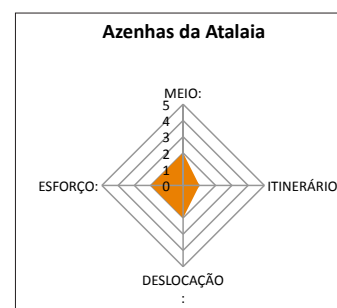 Azenhas da Atalaia
MEIO:
5
4
3
2
1
0
ESFORÇO:
ITINERÁRIO
DESLOCAÇÃO
: